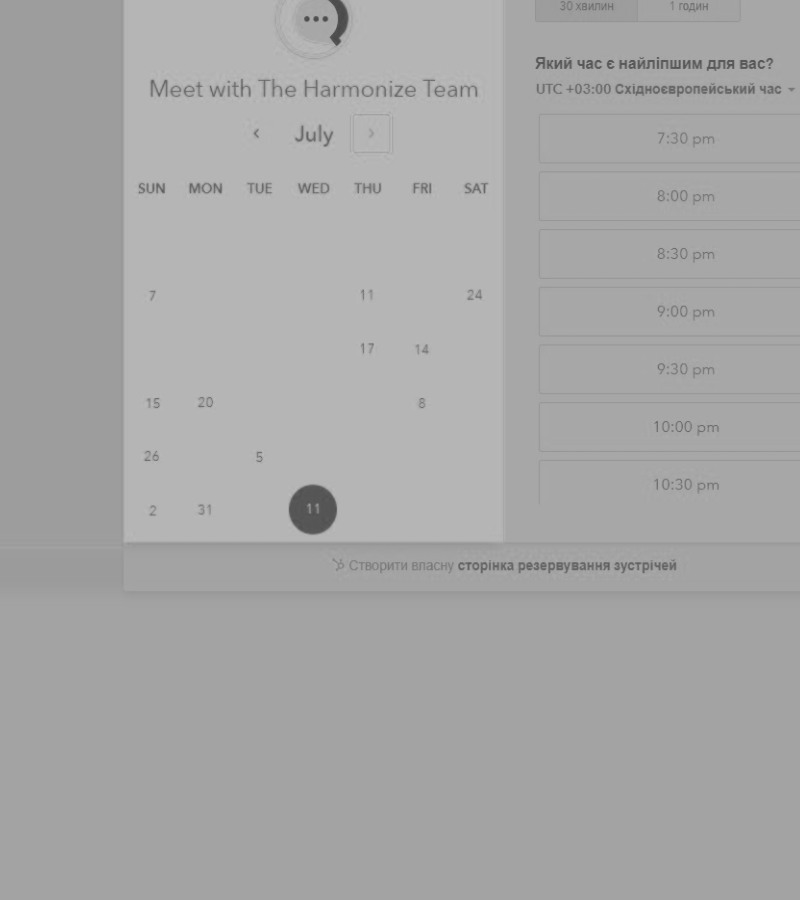 30 хвилин 1 годин
Який час є найліпшим для вас?
Meet with The Harmonize Team
UTC +03:00 Східноєвропейський час
July
7:30 pm
SUN MON TUE WED THU FRI SAT
8:00 pm
8:30 pm
7 11 24
9:00 pm
17 14
9:30 pm
15 20 8
10:00 pm
26 5
10:30 pm
2 31 11
Створити власну сторінка резервування зустрічей